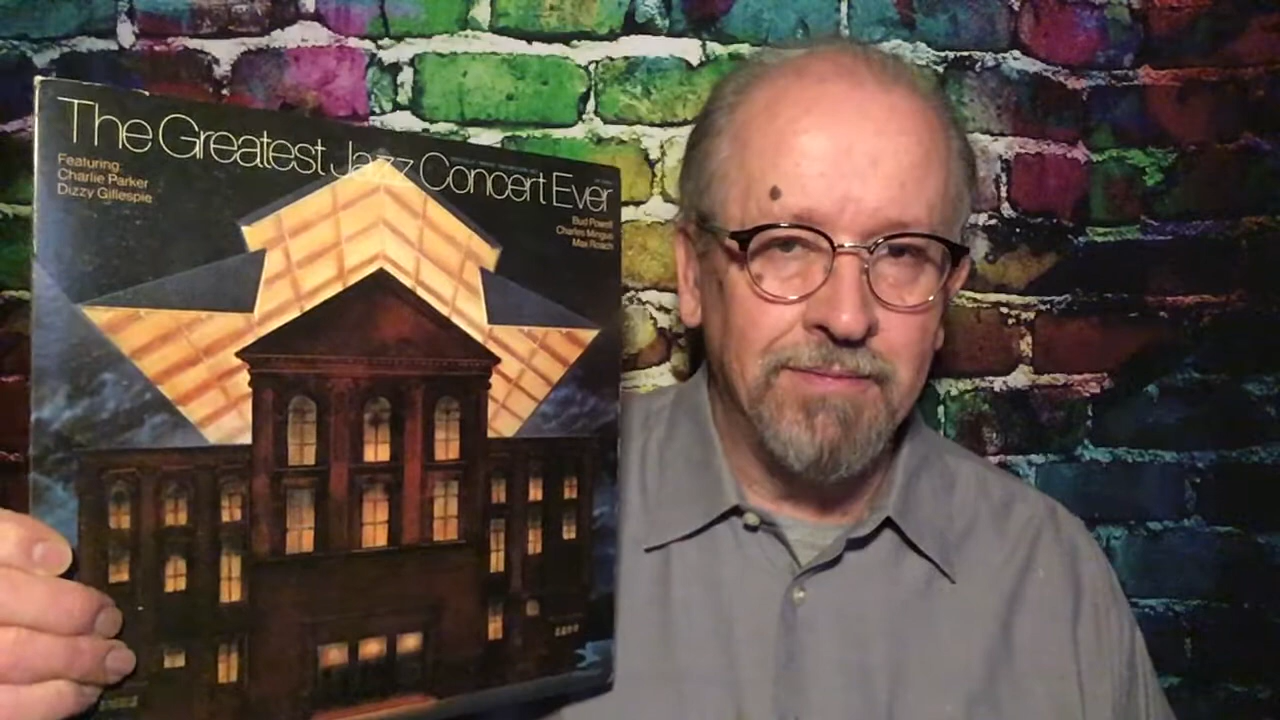 The Greatest Jazz Concert Ever
Featuring:
Charlie Parker
Dizzy Gillespie
Bud Powell
Charles Mingus
Max Roach